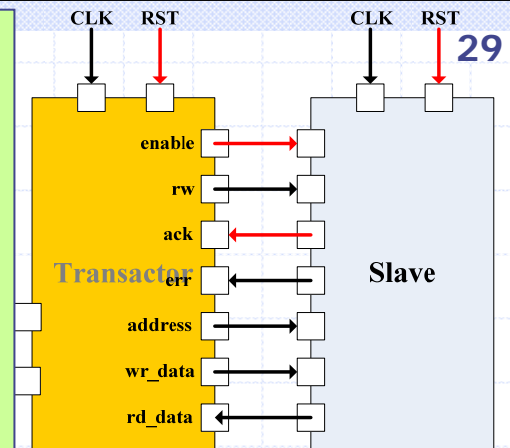 CLK RST CLK RST
29
enable
rw
ack
Transactor err Slave
address
wr_data
rd_data